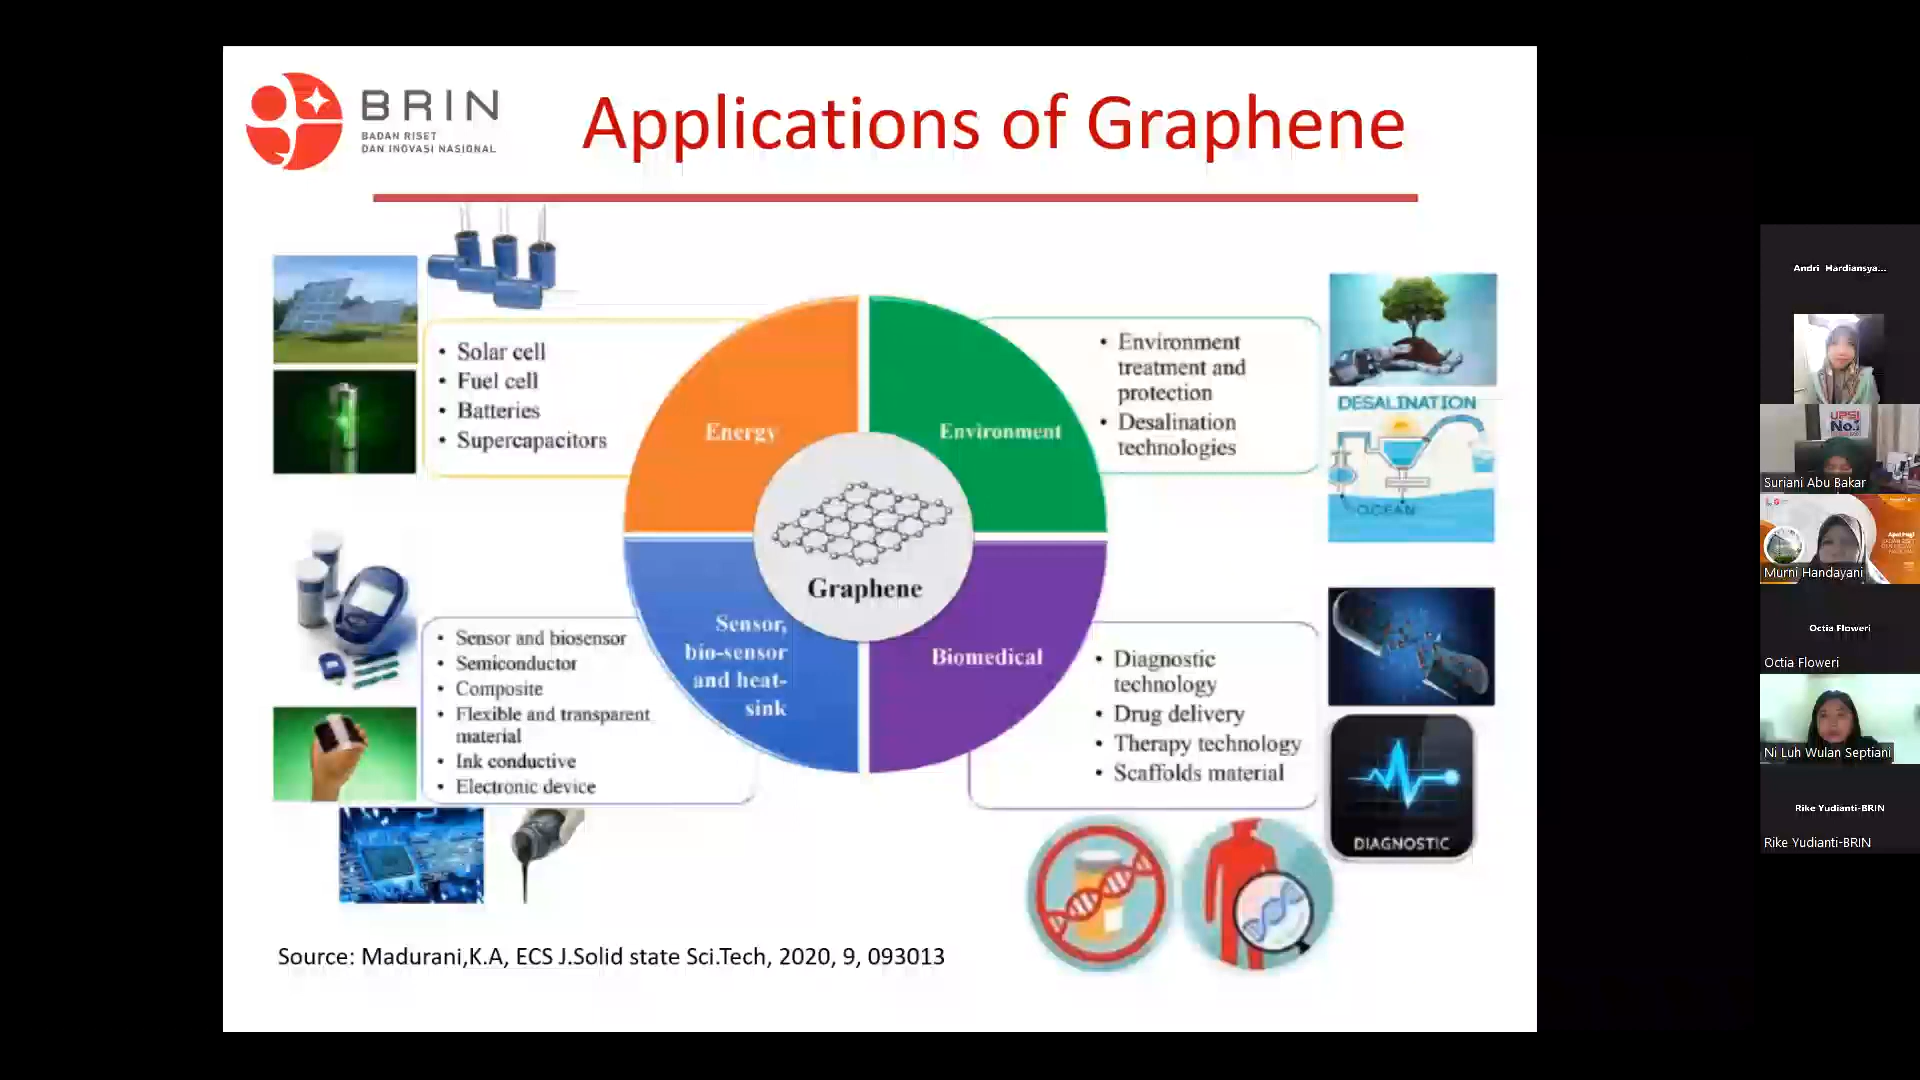 BRIN
BADAN RISET
DAN INOVASI NASIONAL
Applications of Graphene
• Solar cell
• Fuel cell
• Batteries
• Supercapacitors
Energy
Environment
• Environment
treatment and
protection
• Desalination
technologies
DESALINATION
OCEAN
Graphene
• Sensor and biosensor
• Semiconductor
• Composite
• Flexible and transparent
material
• Ink conductive
• Electronic device
Sensor,
bio-sensor
and heat-
sink
Biomedical
• Diagnostic
technology
• Drug delivery
• Therapy technology
• Scaffolds material
DIAGNOSTIC
Source: Madurani,K.A, ECS J.Solid state Sci.Tech, 2020, 9, 093013
Andri Hardiansya...
UPSI
No.1
Suriani Abu Bakar
Murni Handayani
Octia Floweri
Octia Floweri
Ni Luh Wulan Septiani
Rike Yudianti-BRIN
Rike Yudianti-BRIN